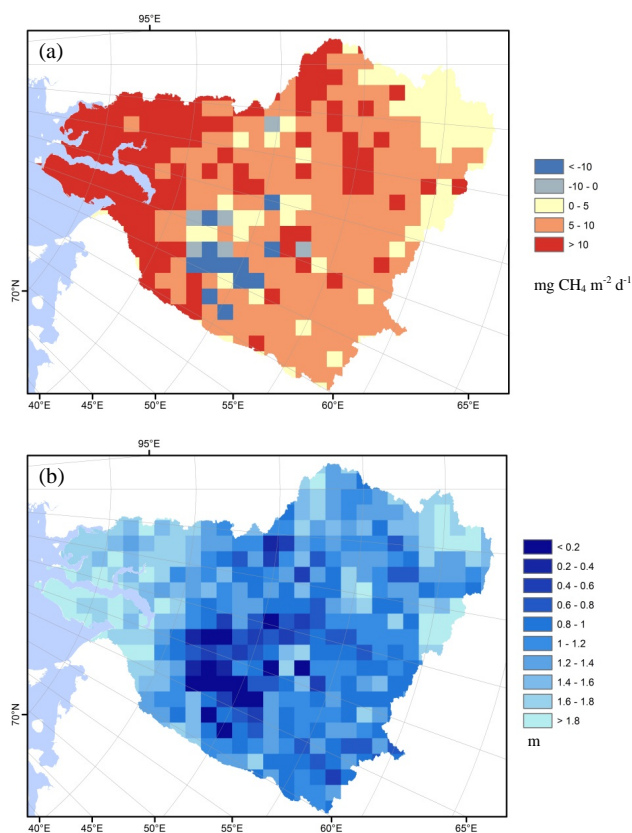 95°E
(a)
< -10
-10 - 0
0 - 5
5 - 10
> 10
mg CH₄ m⁻² d⁻¹
70°N
40°E 45°E 50°E 55°E 60°E 65°E
95°E
(b)
< 0.2
0.2 - 0.4
0.4 - 0.6
0.6 - 0.8
0.8 - 1
1 - 1.2
1.2 - 1.4
1.4 - 1.6
1.6 - 1.8
> 1.8
m
70°N
40°E 45°E 50°E 55°E 60°E 65°E